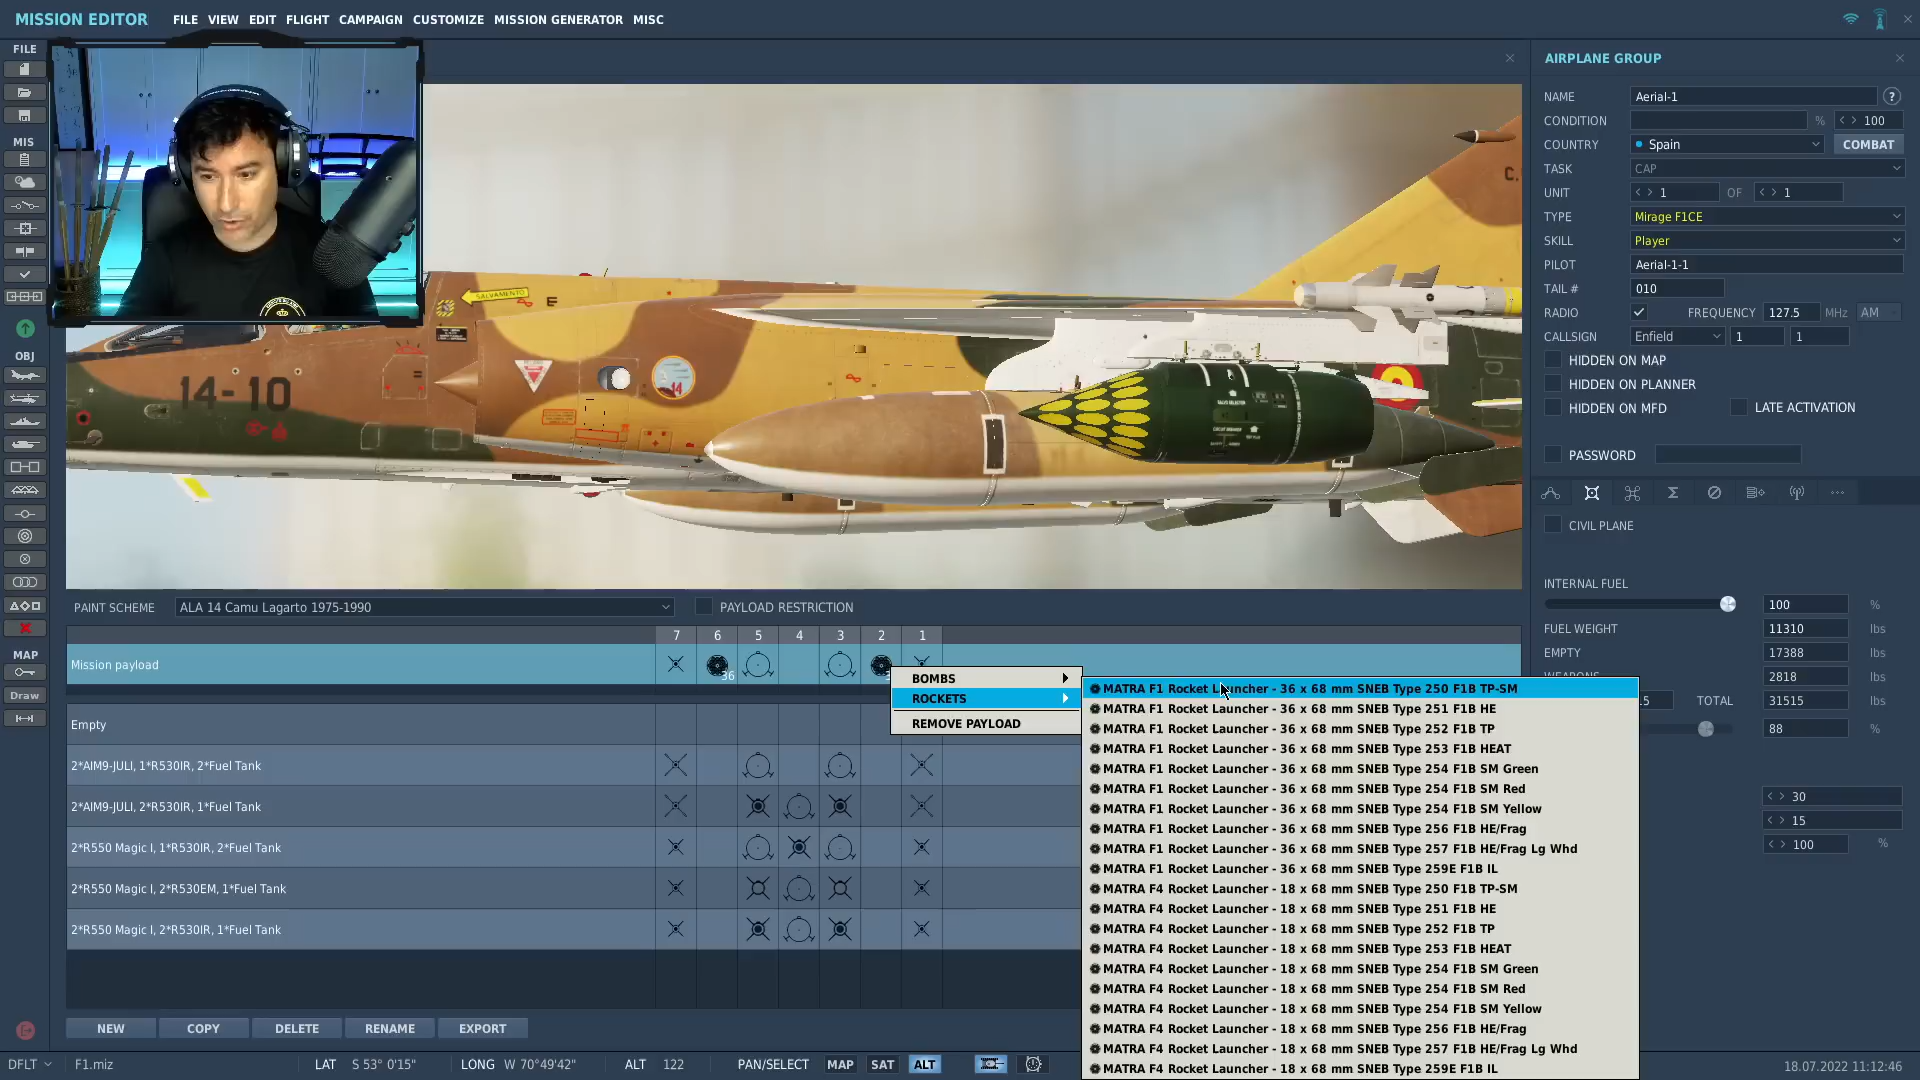 MISSION EDITOR FILE VIEW EDIT FLIGHT CAMPAIGN CUSTOMIZE MISSION GENERATOR MISC
FILE
MIS
OBJ
MAP
Draw
SALVAMENTO
14-10
14
C.
AIRPLANE GROUP
NAME Aerial-1 ?
CONDITION % < > 100
COUNTRY Spain COMBAT
TASK CAP
UNIT < > 1 OF < > 1
TYPE Mirage F1CE
SKILL Player
PILOT Aerial-1-1
TAIL # 010
RADIO FREQUENCY 127.5 MHz AM
CALLSIGN Enfield 1 1
HIDDEN ON MAP
HIDDEN ON PLANNER
HIDDEN ON MFD LATE ACTIVATION
PASSWORD
CIVIL PLANE
INTERNAL FUEL
100 %
FUEL WEIGHT 11310 lbs
EMPTY 17388 lbs
2818 lbs
TOTAL 31515 lbs
88 %
< > 30
< > 15
< > 100 %
PAINT SCHEME ALA 14 Camu Lagarto 1975-1990 PAYLOAD RESTRICTION
7 6 5 4 3 2 1
Mission payload 36
Empty
2*AIM9-JULI, 1*R530IR, 2*Fuel Tank
2*AIM9-JULI, 2*R530IR, 1*Fuel Tank
2*R550 Magic I, 1*R530IR, 2*Fuel Tank
2*R550 Magic I, 2*R530EM, 1*Fuel Tank
2*R550 Magic I, 2*R530IR, 1*Fuel Tank
BOMBS
ROCKETS
REMOVE PAYLOAD
MATRA F1 Rocket Launcher - 36 x 68 mm SNEB Type 250 F1B TP-SM
MATRA F1 Rocket Launcher - 36 x 68 mm SNEB Type 251 F1B HE
MATRA F1 Rocket Launcher - 36 x 68 mm SNEB Type 252 F1B TP
MATRA F1 Rocket Launcher - 36 x 68 mm SNEB Type 253 F1B HEAT
MATRA F1 Rocket Launcher - 36 x 68 mm SNEB Type 254 F1B SM Green
MATRA F1 Rocket Launcher - 36 x 68 mm SNEB Type 254 F1B SM Red
MATRA F1 Rocket Launcher - 36 x 68 mm SNEB Type 254 F1B SM Yellow
MATRA F1 Rocket Launcher - 36 x 68 mm SNEB Type 256 F1B HE/Frag
MATRA F1 Rocket Launcher - 36 x 68 mm SNEB Type 257 F1B HE/Frag Lg Whd
MATRA F1 Rocket Launcher - 36 x 68 mm SNEB Type 259E F1B IL
MATRA F4 Rocket Launcher - 18 x 68 mm SNEB Type 250 F1B TP-SM
MATRA F4 Rocket Launcher - 18 x 68 mm SNEB Type 251 F1B HE
MATRA F4 Rocket Launcher - 18 x 68 mm SNEB Type 252 F1B TP
MATRA F4 Rocket Launcher - 18 x 68 mm SNEB Type 253 F1B HEAT
MATRA F4 Rocket Launcher - 18 x 68 mm SNEB Type 254 F1B SM Green
MATRA F4 Rocket Launcher - 18 x 68 mm SNEB Type 254 F1B SM Red
MATRA F4 Rocket Launcher - 18 x 68 mm SNEB Type 254 F1B SM Yellow
MATRA F4 Rocket Launcher - 18 x 68 mm SNEB Type 256 F1B HE/Frag
MATRA F4 Rocket Launcher - 18 x 68 mm SNEB Type 257 F1B HE/Frag Lg Whd
MATRA F4 Rocket Launcher - 18 x 68 mm SNEB Type 259E F1B IL
NEW COPY DELETE RENAME EXPORT
DFLT F1.miz LAT S 53° 0'15" LONG W 70°49'42" ALT 122 PAN/SELECT MAP SAT ALT 18.07.2022 11:12:46